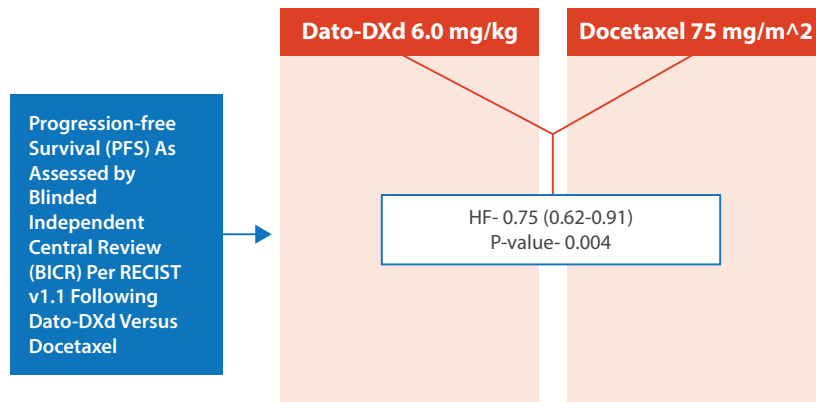 Dato-DXd 6.0 mg/kg
Docetaxel 75 mg/m^2
Progression-free
Survival (PFS) As
Assessed by
Blinded
Independent
Central Review
(BICR) Per RECIST
v1.1 Following
Dato-DXd Versus
Docetaxel
HF- 0.75 (0.62-0.91)
P-value- 0.004